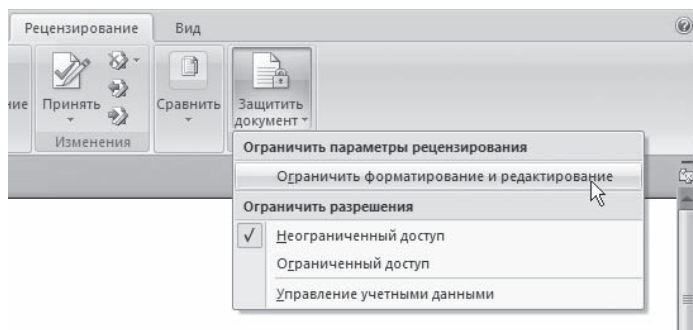 Рецензирование Вид
ние Принять Сравнить Защитить документ
Изменения
Ограничить параметры рецензирования
Ограничить форматирование и редактирование
Ограничить разрешения
Неограниченный доступ
Ограниченный доступ
Управление учетными данными